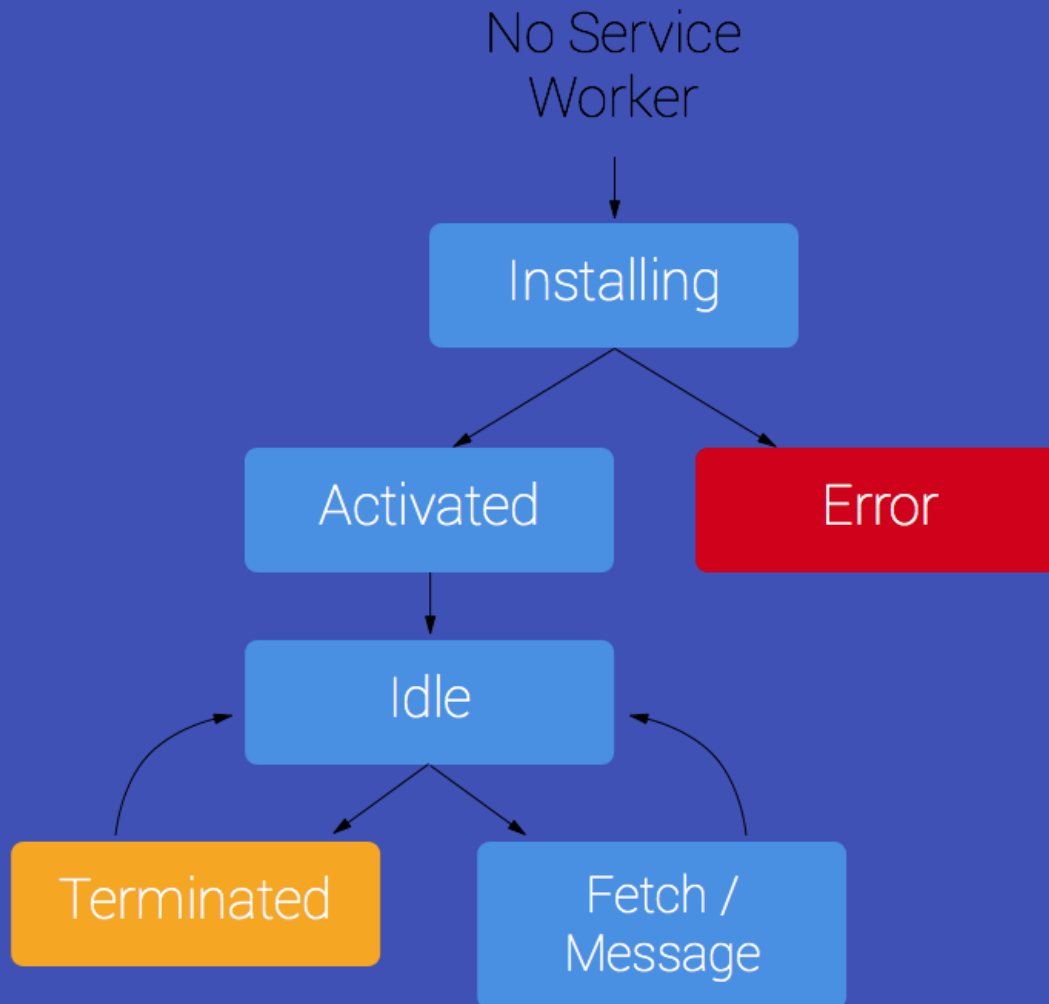 No Service
Worker
Installing
Activated
Error
Idle
Terminated
Fetch /
Message